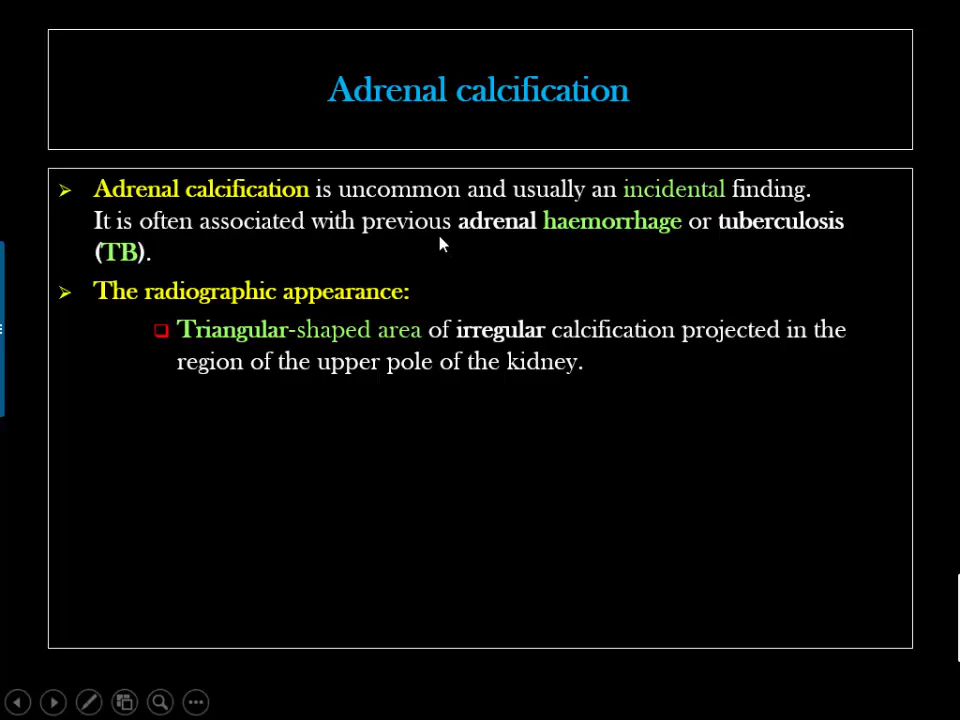 Adrenal calcification
Adrenal calcification is uncommon and usually an incidental finding.
It is often associated with previous adrenal haemorrhage or tuberculosis
(TB).
The radiographic appearance:
Triangular-shaped area of irregular calcification projected in the
region of the upper pole of the kidney.